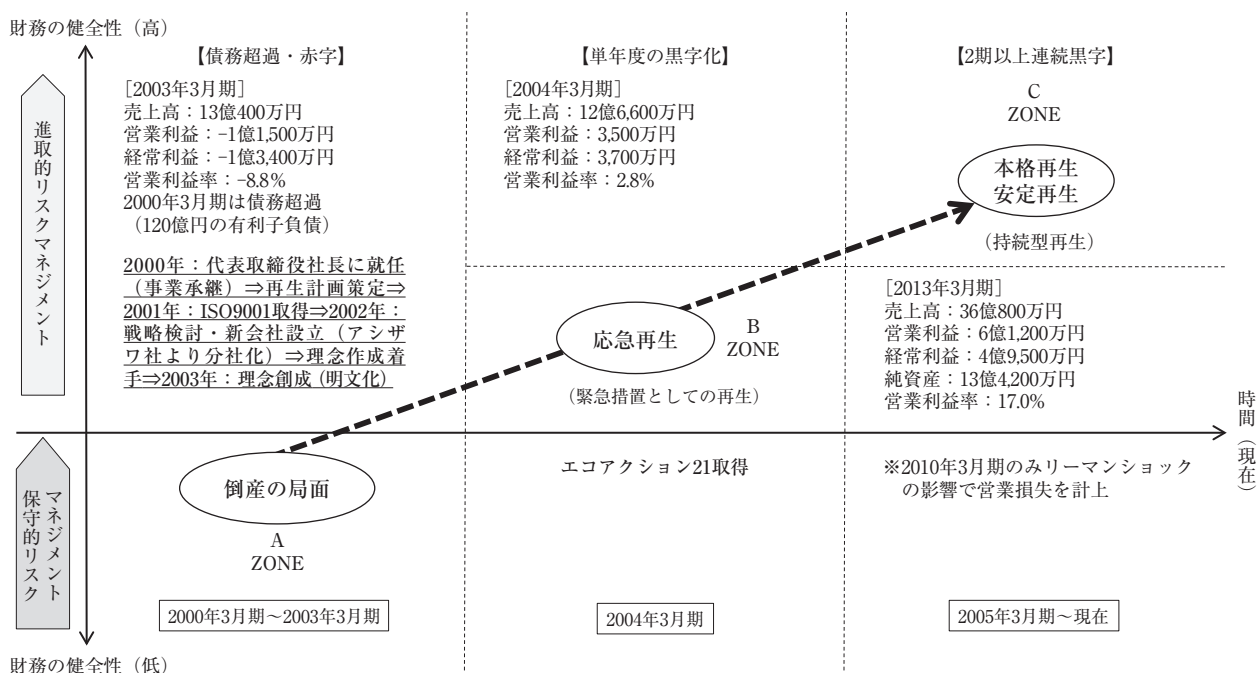 財務の健全性（高）
【債務超過・赤字】
［2003年3月期］
売上高：13億400万円
営業利益：-1億1,500万円
経常利益：-1億3,400万円
営業利益率：-8.8%
2000年3月期は債務超過
（120億円の有利子負債）
2000年：代表取締役社長に就任
（事業承継）⇒再生計画策定⇒
2001年：ISO9001取得⇒2002年：
戦略検討・新会社設立（アシザ
ワ社より分社化）⇒理念作成着
手⇒2003年：理念創成（明文化）
【単年度の黒字化】
［2004年3月期］
売上高：12億6,600万円
営業利益：3,500万円
経常利益：3,700万円
営業利益率：2.8%
【2期以上連続黒字】
C
ZONE
本格再生
安定再生
（持続型再生）
応急再生
B
ZONE
（緊急措置としての再生）
［2013年3月期］
売上高：36億800万円
営業利益：6億1,200万円
経常利益：4億9,500万円
純資産：13億4,200万円
営業利益率：17.0%
進取的リスクマネジメント
時間（現在）
保守的リスク
マネジメント
倒産の局面
A
ZONE
エコアクション21取得
※2010年3月期のみリーマンショック
の影響で営業損失を計上
2000年3月期～2003年3月期
2004年3月期
2005年3月期～現在
財務の健全性（低）